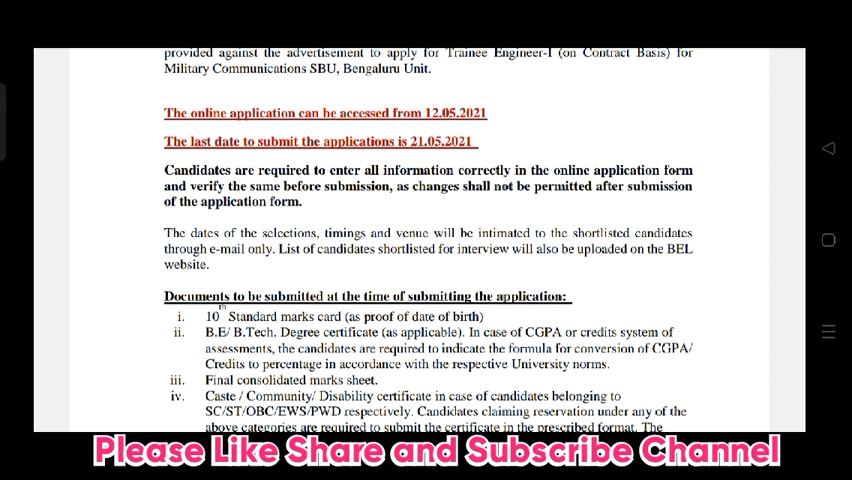 provided against the advertisement to apply for Trainee Engineer-I (on Contract Basis) for
Military Communications SBU, Bengaluru Unit.
The online application can be accessed from 12.05.2021
The last date to submit the applications is 21.05.2021
Candidates are required to enter all information correctly in the online application form
and verify the same before submission, as changes shall not be permitted after submission
of the application form.
The dates of the selections, timings and venue will be intimated to the shortlisted candidates
through e-mail only. List of candidates shortlisted for interview will also be uploaded on the BEL
website.
Documents to be submitted at the time of submitting the application:
i. 10th Standard marks card (as proof of date of birth)
ii. B.E/ B.Tech. Degree certificate (as applicable). In case of CGPA or credits system of
assessments, the candidates are required to indicate the formula for conversion of CGPA/
Credits to percentage in accordance with the respective University norms.
iii. Final consolidated marks sheet.
iv. Caste / Community/ Disability certificate in case of candidates belonging to
SC/ST/OBC/EWS/PWD respectively. Candidates claiming reservation under any of the
above categories are required to submit the certificate in the prescribed format. The
Please Like Share and Subscribe Channel